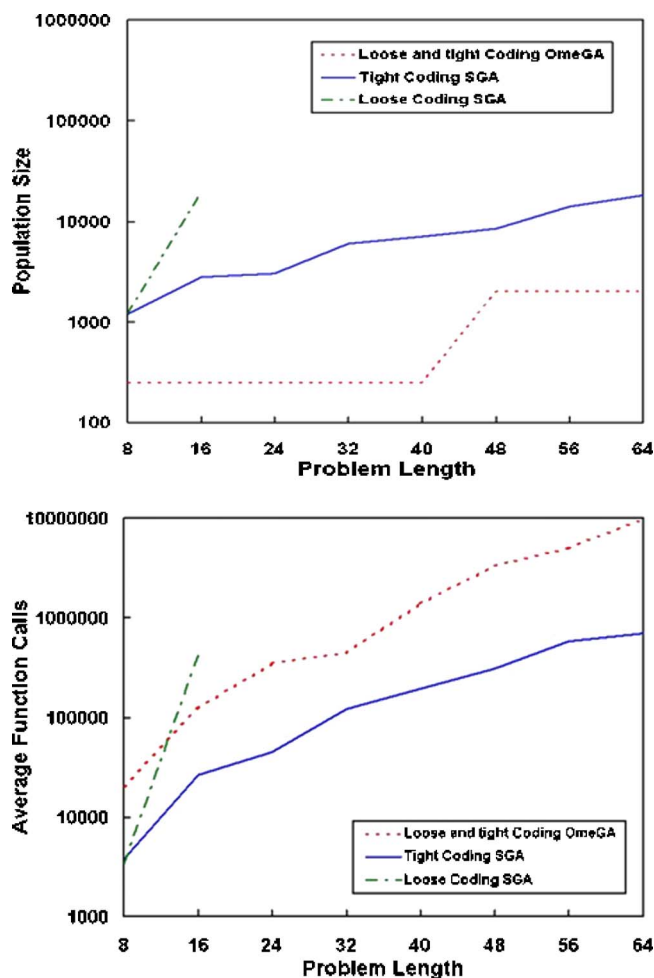 1000000
100000
10000
1000
100
Population Size
Loose and tight Coding OmeGA
Tight Coding SGA
Loose Coding SGA
8 16 24 32 40 48 56 64
Problem Length
10000000
1000000
100000
10000
1000
Average Function Calls
Loose and tight Coding OmeGA
Tight Coding SGA
Loose Coding SGA
8 16 24 32 40 48 56 64
Problem Length